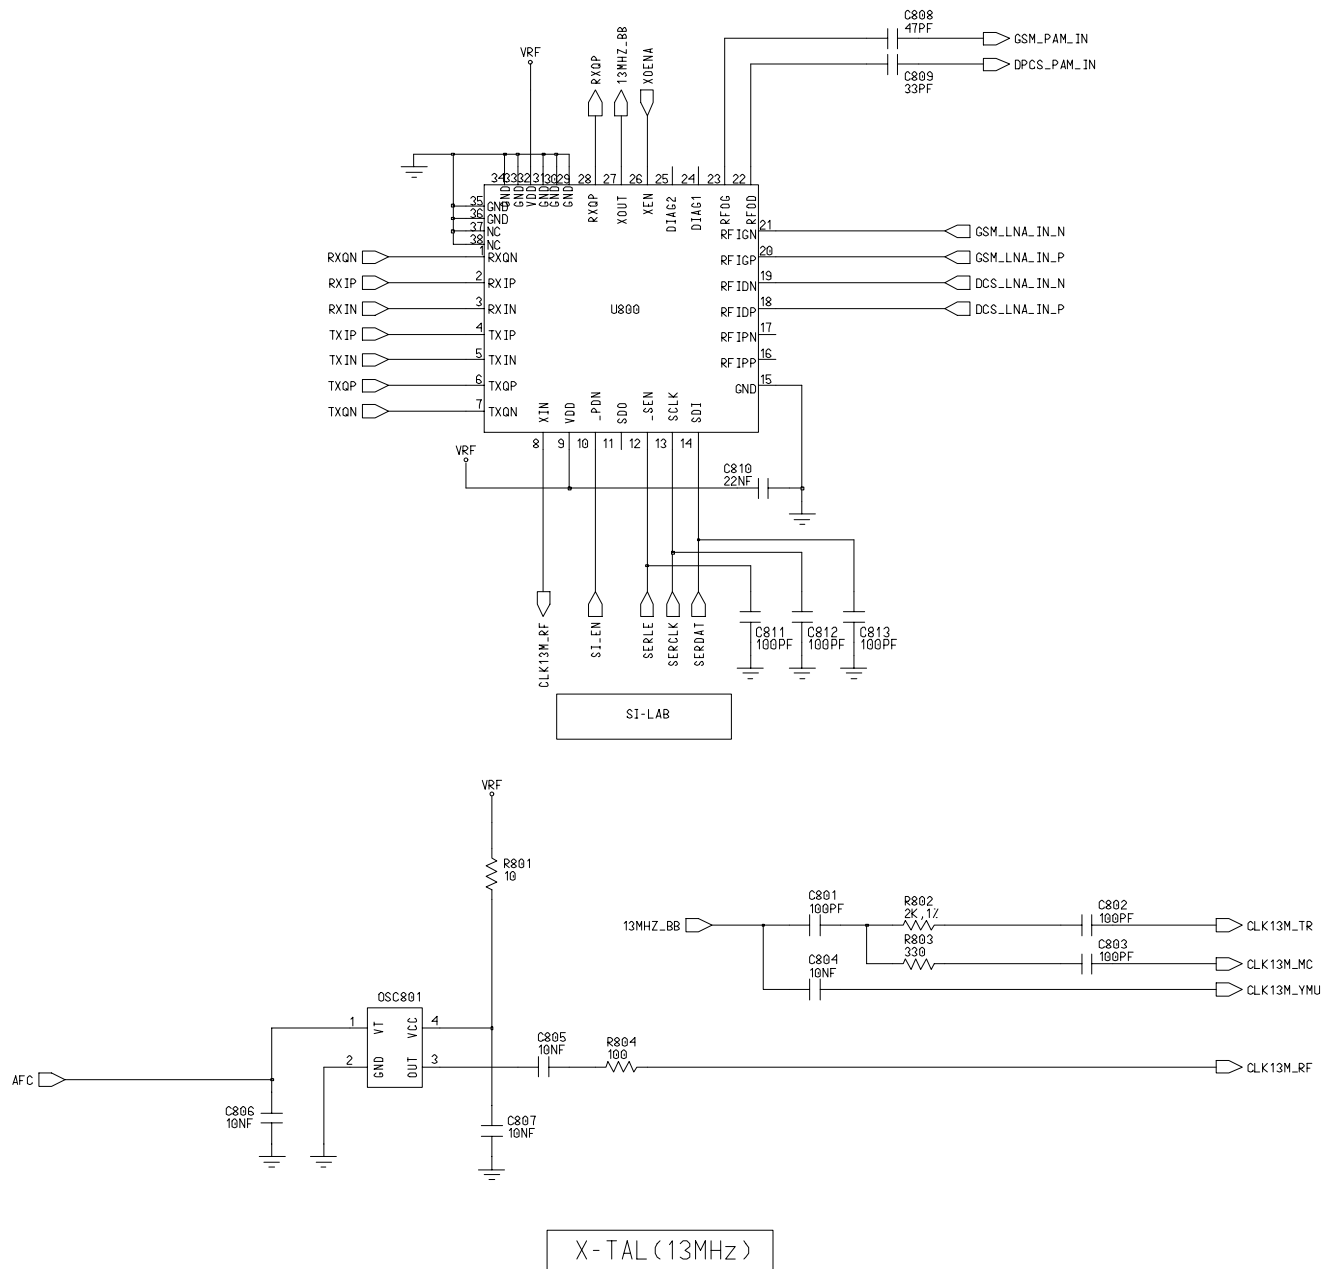 C808
47PF
GSM_PAM_IN
DPCS_PAM_IN
C809
33PF
VRF
RXQP
13MHZ_BB
XOENA
34
33
32
31
30
29
28
27
26
25
24
23
22
GND
GND
VDD
GND
GND
GND
RXQP
XOUT
XEN
DIAG2
DIAG1
RFOG
RFOD
35
GND
36
GND
37
NC
38
NC
RXQN
1
RXQN
RXIP
2
RXIP
RXIN
3
RXIN
TXIP
4
TXIP
TXIN
5
TXIN
TXQP
6
TXQP
TXQN
7
TXQN
U800
RFIGN
21
GSM_LNA_IN_N
RFIGP
20
GSM_LNA_IN_P
RFIDN
19
DCS_LNA_IN_N
RFIDP
18
DCS_LNA_IN_P
RFIPN
17
RFIPP
16
GND
15
XIN
VDD
_PDN
SDO
_SEN
SCLK
SDI
8
9
10
11
12
13
14
VRF
C810
22NF
CLK13M_RF
SI_EN
SERLE
SERCLK
SERDAT
C811
100PF
C812
100PF
C813
100PF
SI-LAB
VRF
R801
10
13MHZ_BB
C801
100PF
R802
2K,1%
C802
100PF
CLK13M_TR
R803
330
C803
100PF
CLK13M_MC
C804
10NF
CLK13M_YMU
OSC801
1
VT
VCC
4
2
GND
OUT
3
C805
10NF
R804
100
CLK13M_RF
AFC
C806
10NF
C807
10NF
X-TAL(13MHz)